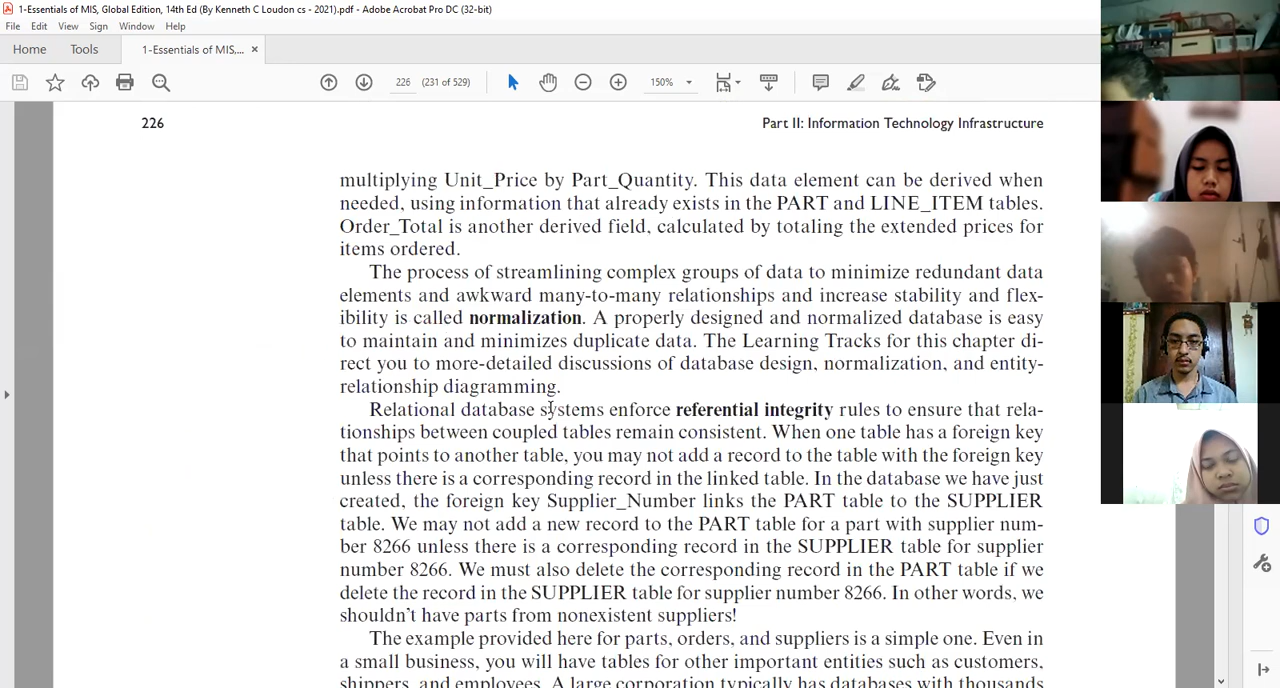 1-Essentials of MIS, Global Edition, 14th Ed (By Kenneth C Loudon cs - 2021).pdf - Adobe Acrobat Pro DC (32-bit)
File Edit View Sign Window Help
Home Tools 1-Essentials of MIS,... ×
226 (231 of 529) 150%
226 Part II: Information Technology Infrastructure
multiplying Unit_Price by Part_Quantity. This data element can be derived when
needed, using information that already exists in the PART and LINE_ITEM tables.
Order_Total is another derived field, calculated by totaling the extended prices for
items ordered.
The process of streamlining complex groups of data to minimize redundant data
elements and awkward many-to-many relationships and increase stability and flex-
ibility is called normalization. A properly designed and normalized database is easy
to maintain and minimizes duplicate data. The Learning Tracks for this chapter di-
rect you to more-detailed discussions of database design, normalization, and entity-
relationship diagramming.
Relational database systems enforce referential integrity rules to ensure that rela-
tionships between coupled tables remain consistent. When one table has a foreign key
that points to another table, you may not add a record to the table with the foreign key
unless there is a corresponding record in the linked table. In the database we have just
created, the foreign key Supplier_Number links the PART table to the SUPPLIER
table. We may not add a new record to the PART table for a part with supplier num-
ber 8266 unless there is a corresponding record in the SUPPLIER table for supplier
number 8266. We must also delete the corresponding record in the PART table if we
delete the record in the SUPPLIER table for supplier number 8266. In other words, we
shouldn't have parts from nonexistent suppliers!
The example provided here for parts, orders, and suppliers is a simple one. Even in
a small business, you will have tables for other important entities such as customers,
shippers, and employees. A large corporation typically has databases with thousands